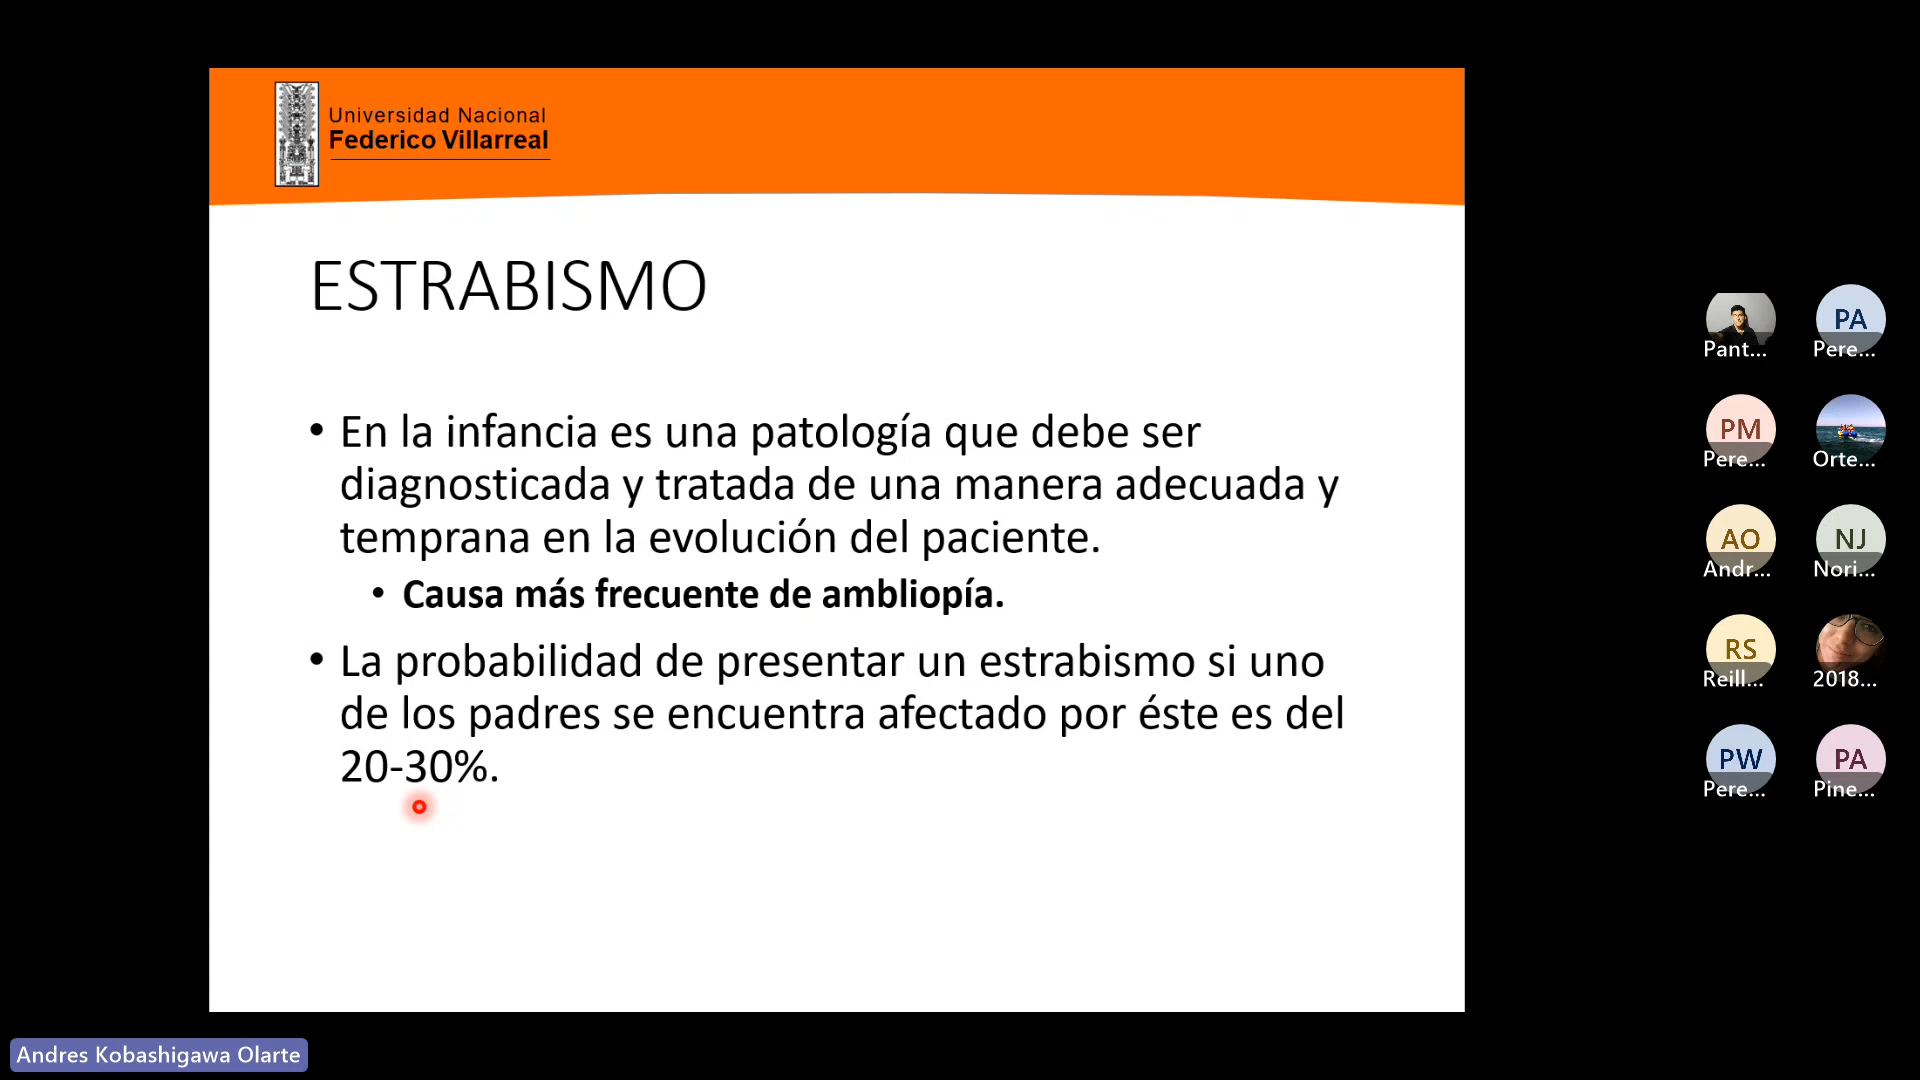 Universidad Nacional
Federico Villarreal
ESTRABISMO
• En la infancia es una patología que debe ser
diagnosticada y tratada de una manera adecuada y
temprana en la evolución del paciente.
• Causa más frecuente de ambliopía.
• La probabilidad de presentar un estrabismo si uno
de los padres se encuentra afectado por éste es del
20-30%.
Pant...
PA
Pere...
PM
Pere...
Orte...
AO
Andr...
NJ
Nori...
RS
Reill...
2018...
PW
Pere...
PA
Pine...
Andres Kobashigawa Olarte